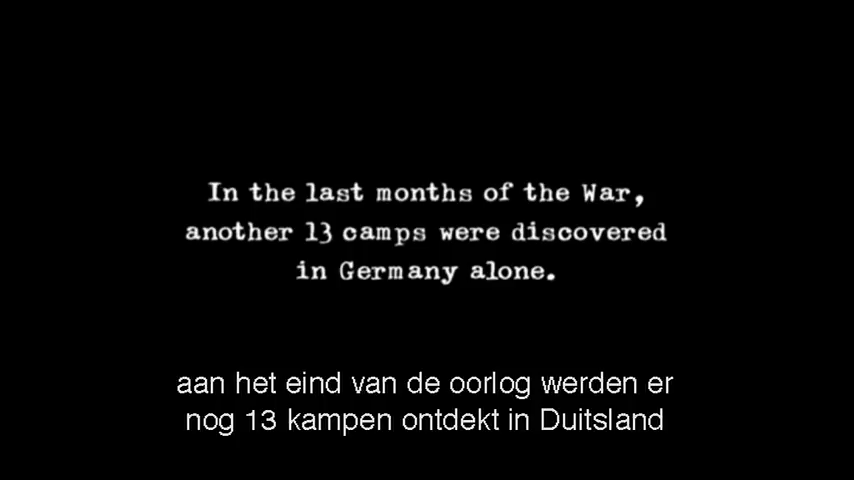 In the last months of the War,
another 13 camps were discovered
in Germany alone.
aan het eind van de oorlog werden er
nog 13 kampen ontdekt in Duitsland